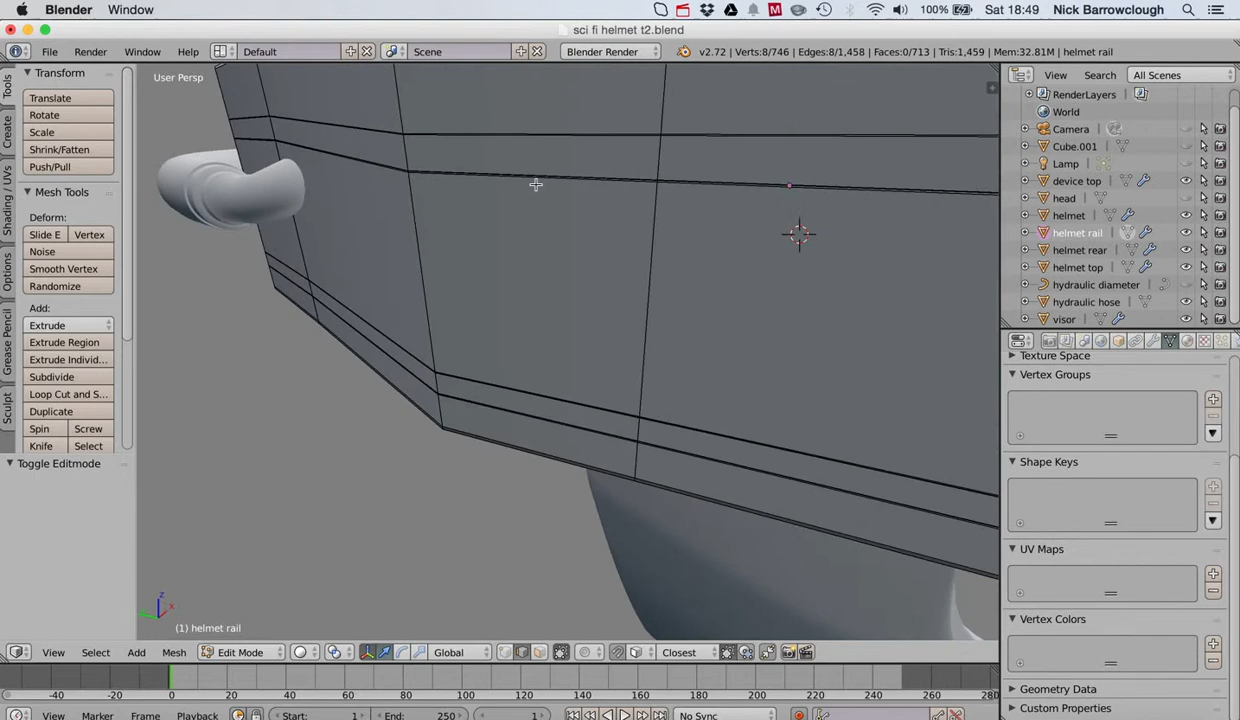 Blender Window 100% Sat 18:49 Nick Barrowclough
sci fi helmet t2.blend
File Render Window Help Default Scene Blender Render v2.72 | Verts:8/746 | Edges:8/1,458 | Faces:0/713 | Tris:1,459 | Mem:32.81M | helmet rail
Tools
Create
Shading / UVs
Options
Grease Pencil
Sculpt
Transform
Translate
Rotate
Scale
Shrink/Fatten
Push/Pull
Mesh Tools
Deform:
Slide E Vertex
Noise
Smooth Vertex
Randomize
Add:
Extrude
Extrude Region
Extrude Individ...
Subdivide
Loop Cut and S...
Duplicate
Spin Screw
Knife Select
Toggle Editmode
User Persp
z
x
(1) helmet rail
View Search All Scenes
RenderLayers
World
Camera
Cube.001
Lamp
device top
head
helmet
helmet rail
helmet rear
helmet top
hydraulic diameter
hydraulic hose
visor
Texture Space
Vertex Groups
Shape Keys
UV Maps
Vertex Colors
Geometry Data
Custom Properties
View Select Add Mesh Edit Mode Global Closest
-40 -20 0 20 40 60 80 100 120 140 160 180 200 220 240 260 280
View Marker Frame Playback Start: 1 End: 250 1 No Sync